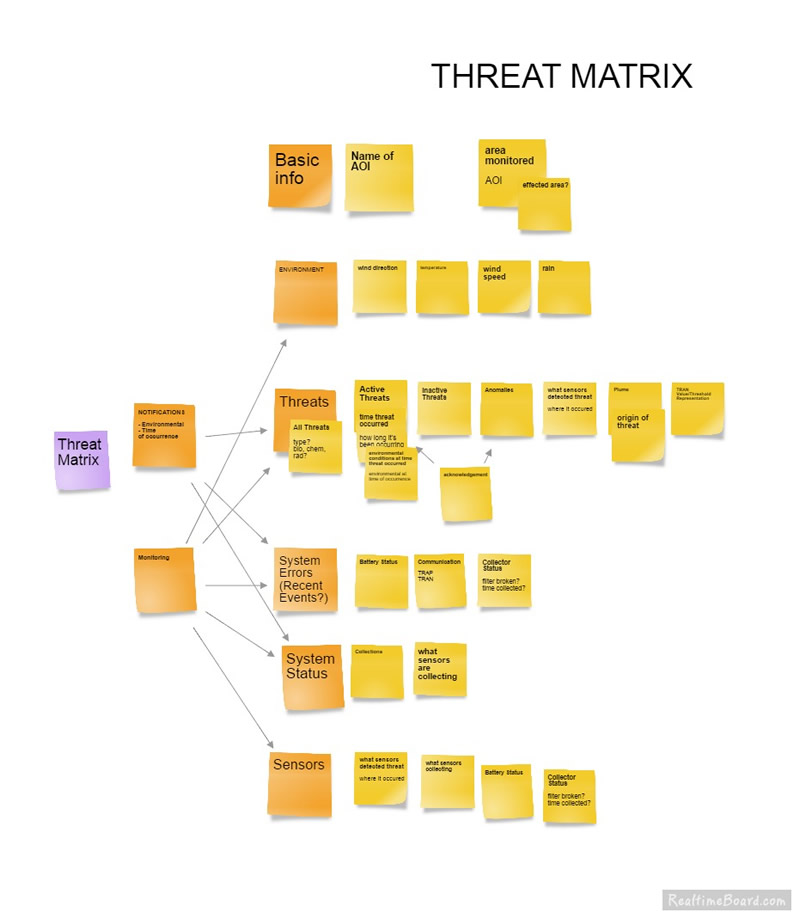 THREAT MATRIX
Basic
info
Name of
AOI
area
monitored
AOI
effected area?
ENVIRONMENT
wind direction
temperature
wind
speed
rain
NOTIFICATIONS
- Environmental
- Time
of occurrence
Threat
Matrix
Threats
All Threats
type?
bio, chem,
rad?
Active
Threats
time threat
occurred
how long it's
been occurring
environmental
conditions at time
threat occurred
environmental at
time of occurrence
Inactive
Threats
Anomalies
what sensors
detected threat
where it occured
Plume
origin of
threat
TRAN
Value/Threshold
Representation
acknowledgement
Monitoring
System
Errors
(Recent
Events?)
Battery Status
Communication
TRAP
TRAN
Collector
Status
filter broken?
time collected?
System
Status
Collections
what
sensors
are
collecting
Sensors
what sensors
detected threat
where it occured
what sensors
collecting
Battery Status
Collector
Status
filter broken?
time collected?
RealtimeBoard.com